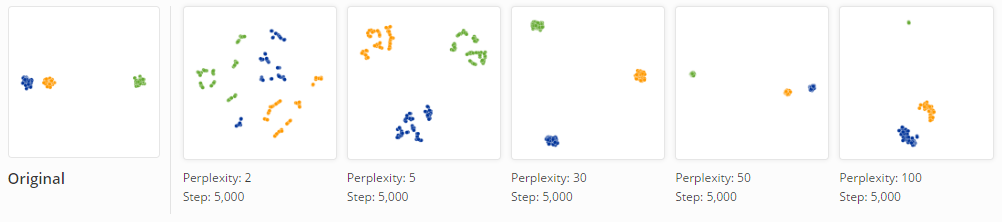 Original
Perplexity: 2
Step: 5,000
Perplexity: 5
Step: 5,000
Perplexity: 30
Step: 5,000
Perplexity: 50
Step: 5,000
Perplexity: 100
Step: 5,000